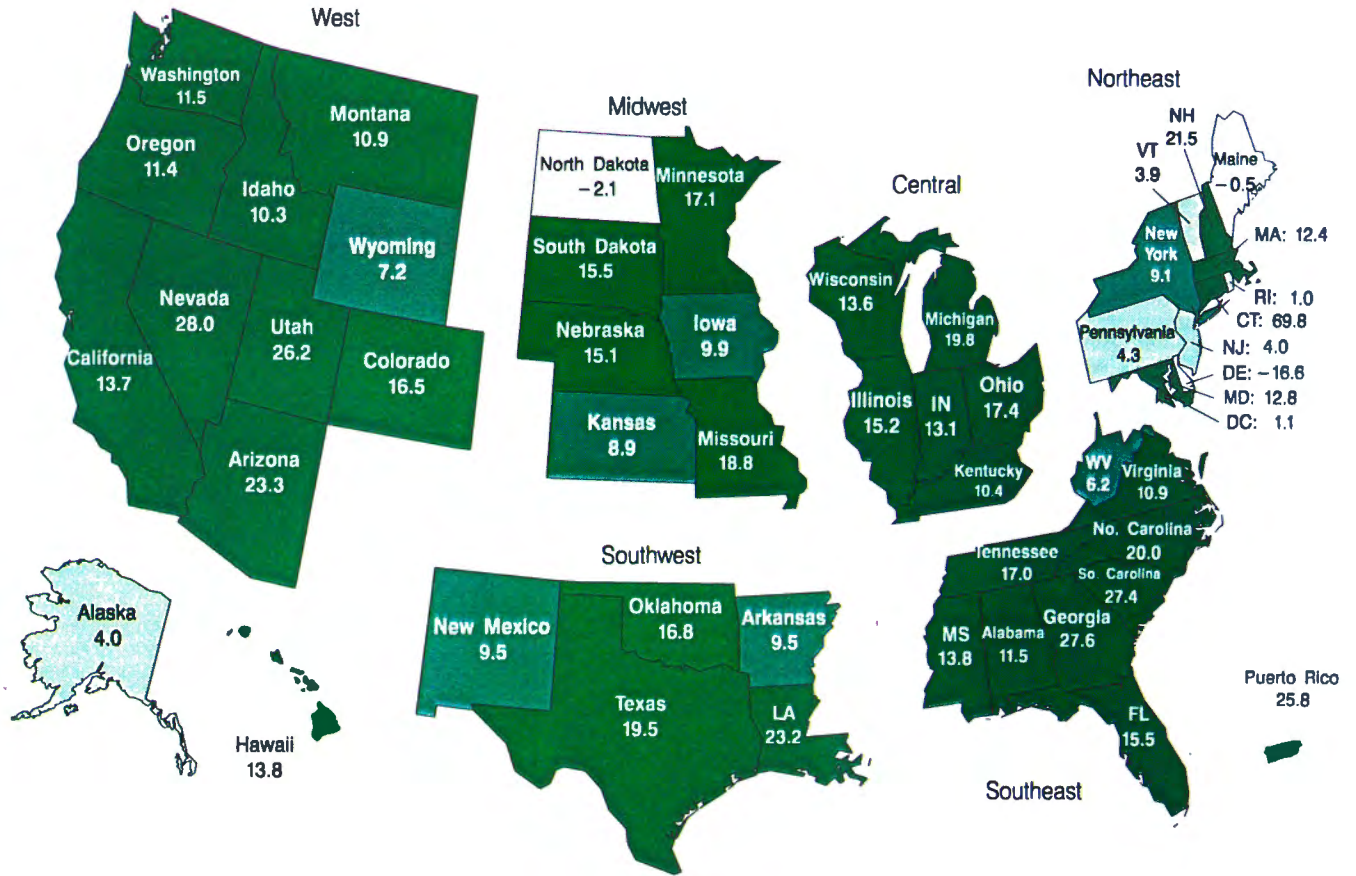 West
Washington
11.5
Montana
10.9
Oregon
11.4
Idaho
10.3
Wyoming
7.2
Nevada
28.0
Utah
26.2
California
13.7
Colorado
16.5
Arizona
23.3
Alaska
4.0
Hawaii
13.8
Midwest
North Dakota
−2.1
Minnesota
17.1
South Dakota
15.5
Nebraska
15.1
Iowa
9.9
Kansas
8.9
Missouri
18.8
Southwest
New Mexico
9.5
Oklahoma
16.8
Arkansas
9.5
Texas
19.5
LA
23.2
Central
Wisconsin
13.6
Michigan
19.8
Illinois
15.2
IN
13.1
Ohio
17.4
Kentucky
10.4
Northeast
NH
21.5
VT
3.9
Maine
−0.5
New
York
9.1
MA: 12.4
RI: 1.0
CT: 69.8
Pennsylvania
4.3
NJ: 4.0
DE: −16.6
MD: 12.8
DC: 1.1
WV
6.2
Virginia
10.9
No. Carolina
20.0
Tennessee
17.0
So. Carolina
27.4
Georgia
27.6
MS
13.8
Alabama
11.5
FL
15.5
Southeast
Puerto Rico
25.8